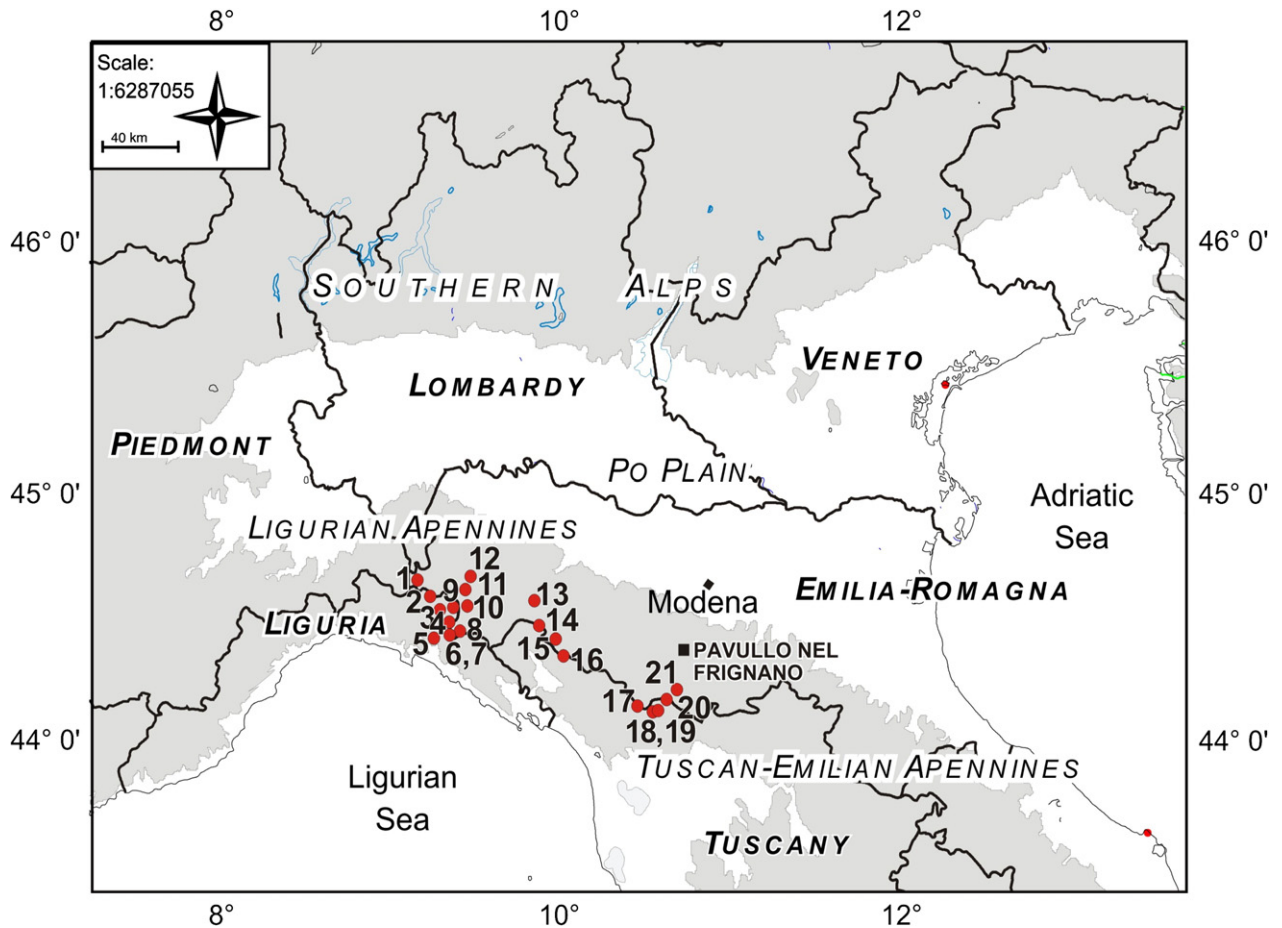 8° 10° 12°
Scale:
1:6287055
40 km
46° 0' 46° 0'
SOUTHERN ALPS
VENETO
LOMBARDY
PIEDMONT
PO PLAIN
45° 0' 45° 0'
Adriatic
Sea
LIGURIAN APENNINES
12
1 9 11
EMILIA-ROMAGNA
2 10 13
Modena
3 4 14
LIGURIA
5 8 15
6,7 16
PAVULLO NEL
FRIGNANO
21
17 20
18,19
44° 0' 44° 0'
TUSCAN-EMILIAN APENNINES
Ligurian
Sea
TUSCANY
8° 10° 12°